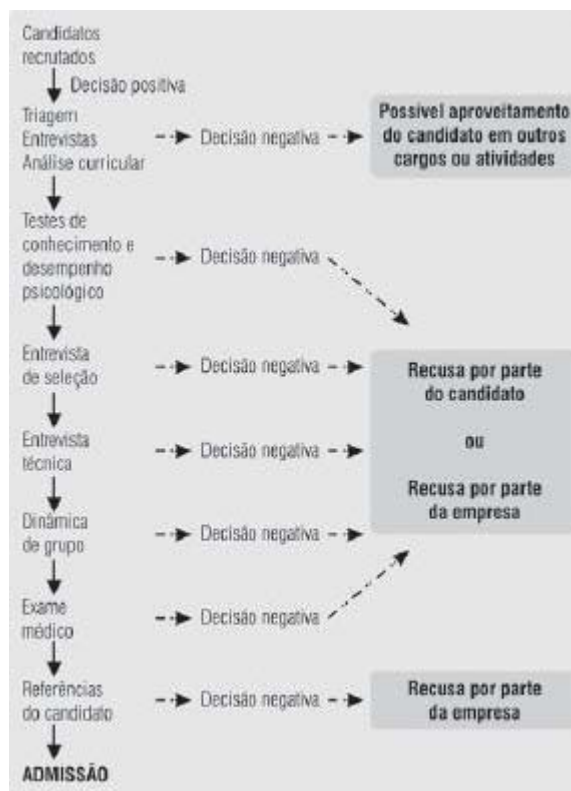 Candidatos
recrutados
Decisão positiva
Triagem
Entrevistas
Análise curricular
Decisão negativa
Possível aproveitamento
do candidato em outros
cargos ou atividades
Testes de
conhecimento e
desempenho
psicológico
Decisão negativa
Entrevista
de seleção
Decisão negativa
Recusa por parte
do candidato
ou
Recusa por parte
da empresa
Entrevista
técnica
Decisão negativa
Dinâmica
de grupo
Decisão negativa
Exame
médico
Decisão negativa
Referências
do candidato
Decisão negativa
Recusa por parte
da empresa
ADMISSÃO